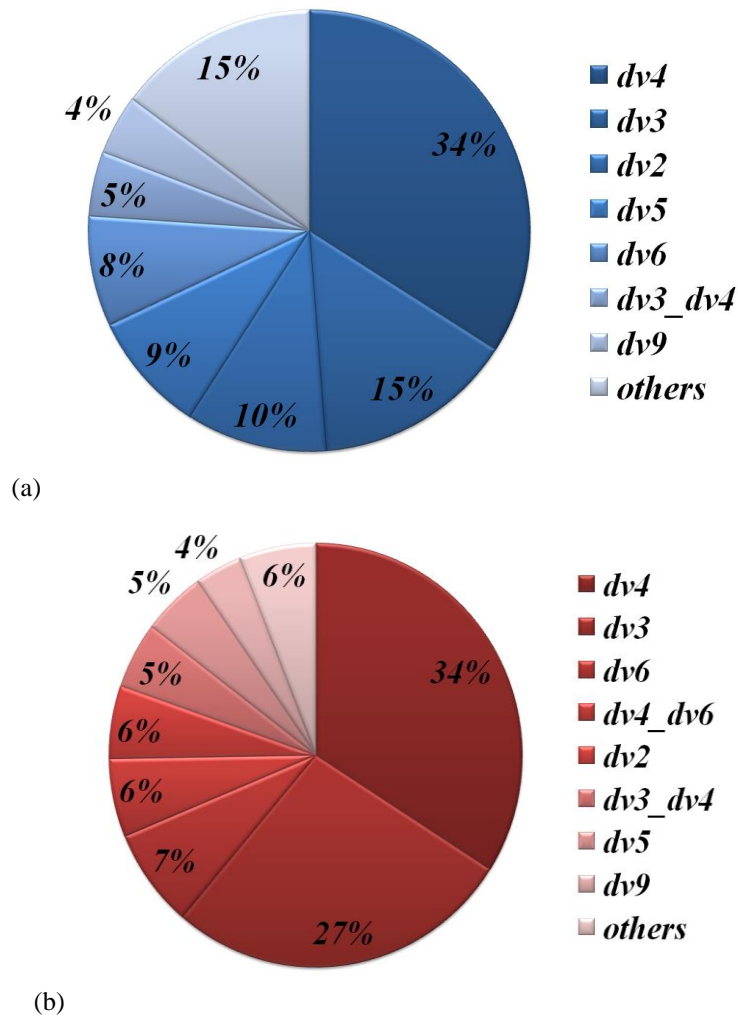 15%
4%
5%
8%
9%
10%
15%
34%
dv4
dv3
dv2
dv5
dv6
dv3_dv4
dv9
others
(a)
4%
6%
5%
5%
6%
6%
7%
27%
34%
dv4
dv3
dv6
dv4_dv6
dv2
dv3_dv4
dv5
dv9
others
(b)